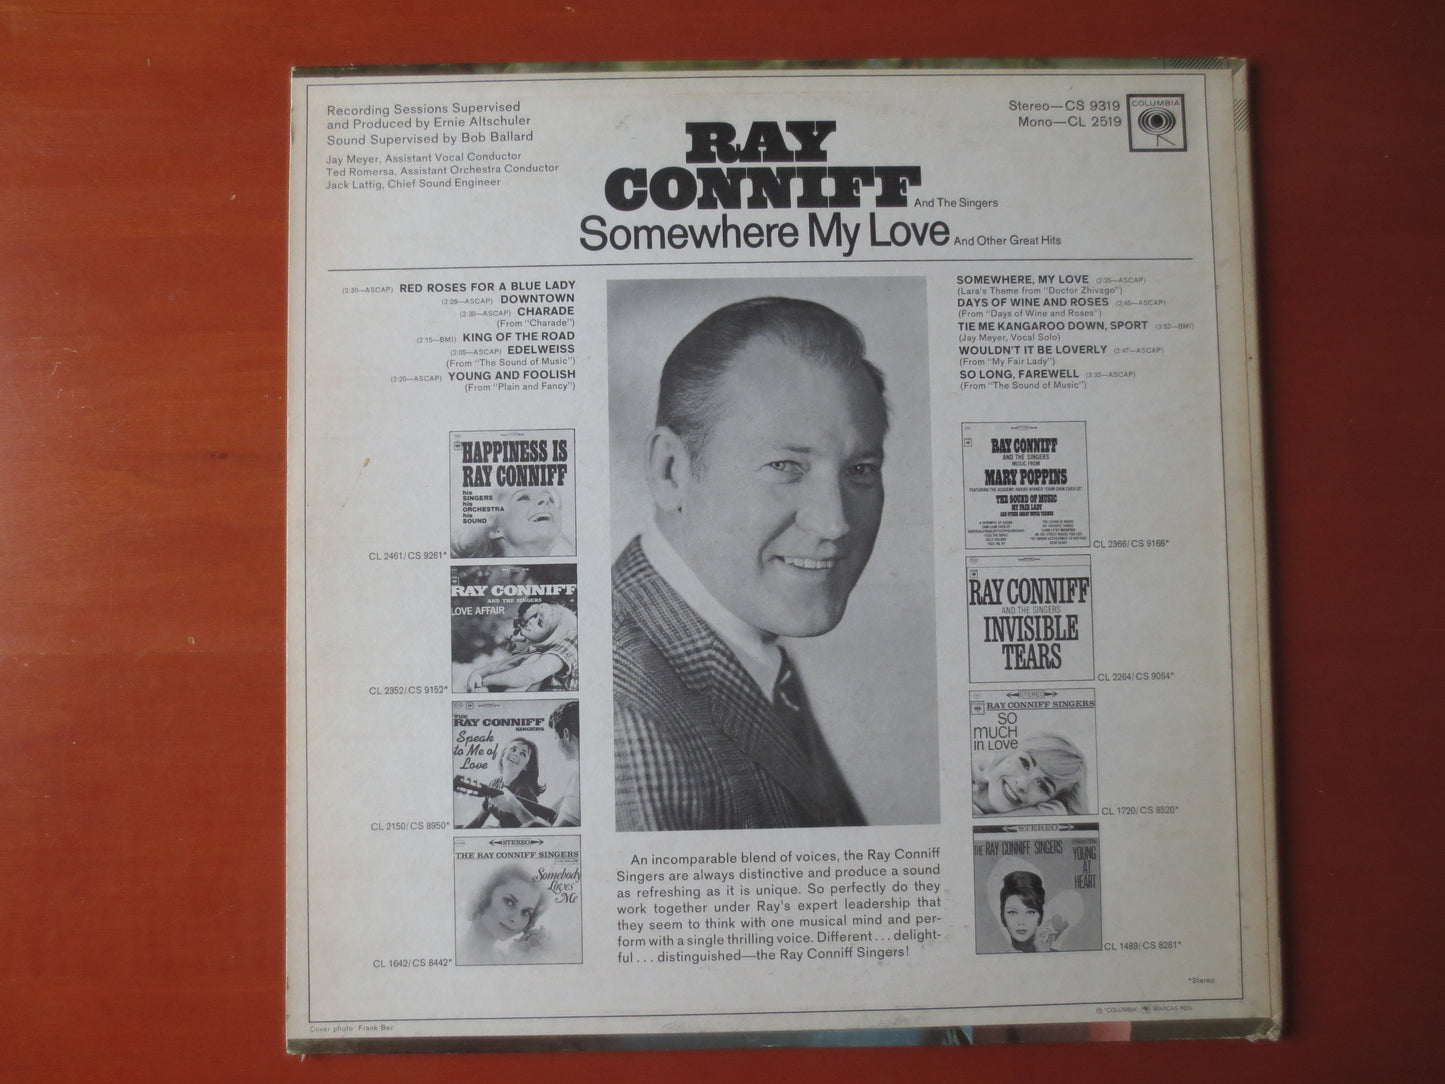 Recording Sessions Supervised
and Produced by Ernie Altschuler
Sound Supervised by Bob Ballard
Jay Meyer, Assistant Vocal Conductor
Ted Romersa, Assistant Orchestra Conductor
Jack Lattig, Chief Sound Engineer
Stereo—CS 9319
Mono—CL 2519
COLUMBIA
RAY
CONNIFF And The Singers
Somewhere My Love And Other Great Hits
(2:30—ASCAP) RED ROSES FOR A BLUE LADY
(2:28—ASCAP) DOWNTOWN
(2:30—ASCAP) CHARADE
(From "Charade")
(2:15—BMI) KING OF THE ROAD
(2:05—ASCAP) EDELWEISS
(From "The Sound of Music")
(2:20—ASCAP) YOUNG AND FOOLISH
(From "Plain and Fancy")
SOMEWHERE, MY LOVE (2:25—ASCAP)
(Lara's Theme from "Doctor Zhivago")
DAYS OF WINE AND ROSES (2:45—ASCAP)
(From "Days of Wine and Roses")
TIE ME KANGAROO DOWN, SPORT (3:52—BMI)
(Jay Meyer, Vocal Solo)
WOULDN'T IT BE LOVERLY (2:47—ASCAP)
(From "My Fair Lady")
SO LONG, FAREWELL (3:32—ASCAP)
(From "The Sound of Music")
HAPPINESS IS
RAY CONNIFF
his
SINGERS
his
ORCHESTRA
his
SOUND
CL 2461/CS 9261*
RAY CONNIFF
AND THE SINGERS
LOVE AFFAIR
CL 2352/CS 9152*
THE
RAY CONNIFF
SINGERS
Speak
to Me of
Love
CL 2150/CS 8950*
STEREO
THE RAY CONNIFF SINGERS
Somebody
Loves
Me
CL 1642/CS 8442*
RAY CONNIFF
AND THE SINGERS
MUSIC FROM
MARY POPPINS
THE SOUND OF MUSIC
MY FAIR LADY
AND OTHER GREAT MOVIE THEMES
CL 2366/CS 9166*
RAY CONNIFF
AND THE SINGERS
INVISIBLE
TEARS
CL 2264/CS 9064*
STEREO
RAY CONNIFF SINGERS
SO
MUCH
IN LOVE
CL 1720/CS 8520*
STEREO
THE RAY CONNIFF SINGERS
YOUNG
AT
HEART
CL 1489/CS 8281*
An incomparable blend of voices, the Ray Conniff
Singers are always distinctive and produce a sound
as refreshing as it is unique. So perfectly do they
work together under Ray's expert leadership that
they seem to think with one musical mind and per-
form with a single thrilling voice. Different . . . delight-
ful . . . distinguished—the Ray Conniff Singers!
*Stereo
Cover photo: Frank Bez
® "COLUMBIA" MARCAS REG.